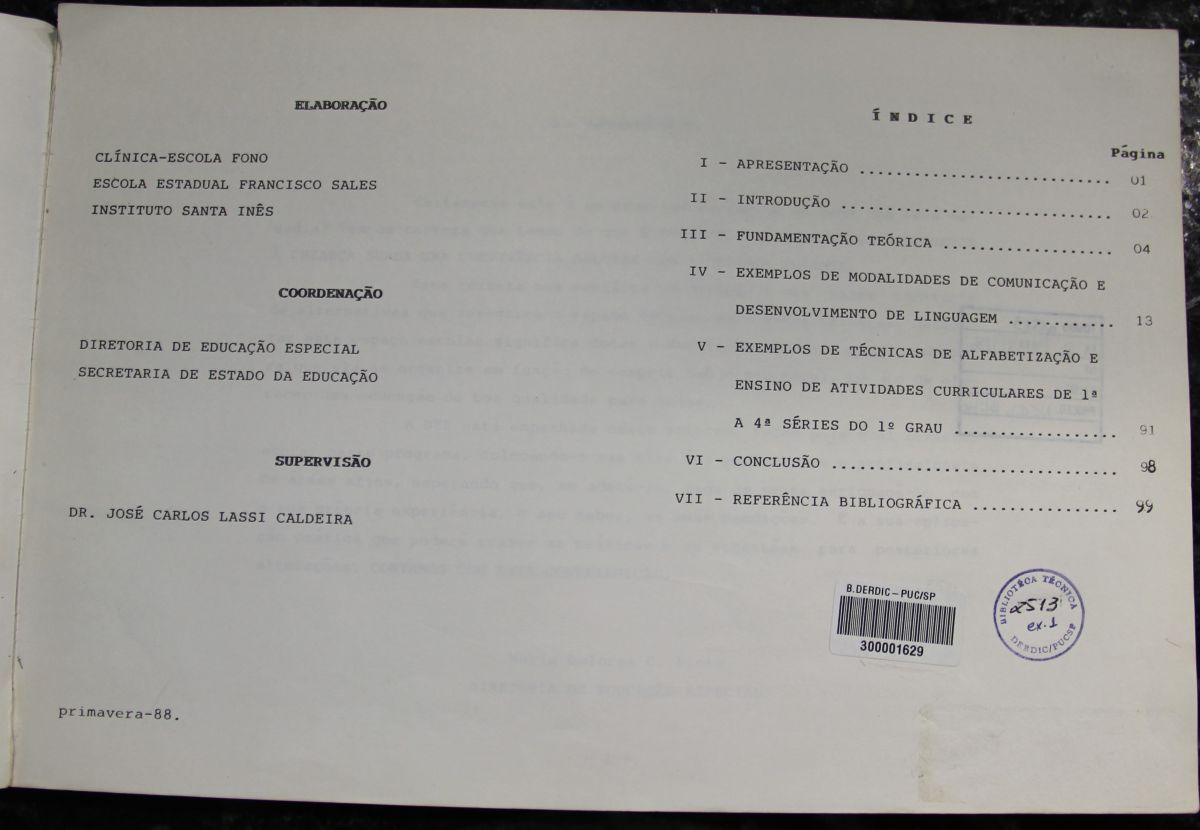 ELABORAÇÃO
CLÍNICA-ESCOLA FONO
ESCOLA ESTADUAL FRANCISCO SALES
INSTITUTO SANTA INÊS
COORDENAÇÃO
DIRETORIA DE EDUCAÇÃO ESPECIAL
SECRETARIA DE ESTADO DA EDUCAÇÃO
SUPERVISÃO
DR. JOSÉ CARLOS LASSI CALDEIRA
primavera-88.
ÍNDICE
Página
I - APRESENTAÇÃO ............................ 01
II - INTRODUÇÃO .............................. 02
III - FUNDAMENTAÇÃO TEÓRICA ................... 04
IV - EXEMPLOS DE MODALIDADES DE COMUNICAÇÃO E
DESENVOLVIMENTO DE LINGUAGEM ............ 13
V - EXEMPLOS DE TÉCNICAS DE ALFABETIZAÇÃO E
ENSINO DE ATIVIDADES CURRICULARES DE 1ª
A 4ª SÉRIES DO 1º GRAU .................. 91
VI - CONCLUSÃO ............................... 98
VII - REFERÊNCIA BIBLIOGRÁFICA ................ 99
B.DERDIC - PUC/SP
300001629
BIBLIOTÉCA TÉCNICA
2513
ex.1
DERDIC/PUCSP